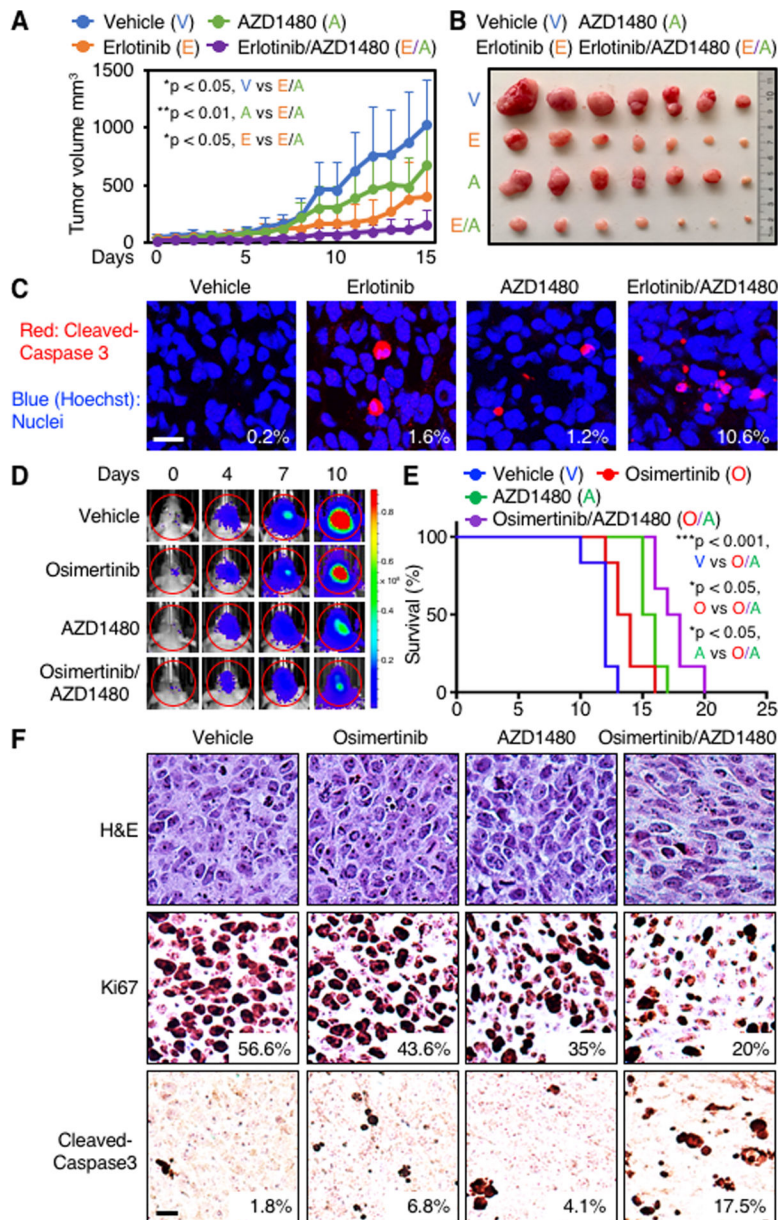 A
Vehicle (V) AZD1480 (A)
Erlotinib (E) Erlotinib/AZD1480 (E/A)
Tumor volume mm³
1500
1000
500
0
*p < 0.05, V vs E/A
**p < 0.01, A vs E/A
*p < 0.05, E vs E/A
Days 0 5 10 15
B
Vehicle (V) AZD1480 (A)
Erlotinib (E) Erlotinib/AZD1480 (E/A)
V
E
A
E/A
C
Vehicle Erlotinib AZD1480 Erlotinib/AZD1480
Red: Cleaved-
Caspase 3
Blue (Hoechst):
Nuclei
0.2% 1.6% 1.2% 10.6%
D
Days 0 4 7 10
Vehicle
Osimertinib
AZD1480
Osimertinib/
AZD1480
0.8
0.6
0.4
0.2
E
Vehicle (V) Osimertinib (O)
AZD1480 (A)
Osimertinib/AZD1480 (O/A)
Survival (%)
100
50
0
***p < 0.001,
V vs O/A
*p < 0.05,
O vs O/A
*p < 0.05,
A vs O/A
0 5 10 15 20 25
F
Vehicle Osimertinib AZD1480 Osimertinib/AZD1480
H&E
Ki67
56.6% 43.6% 35% 20%
Cleaved-
Caspase3
1.8% 6.8% 4.1% 17.5%